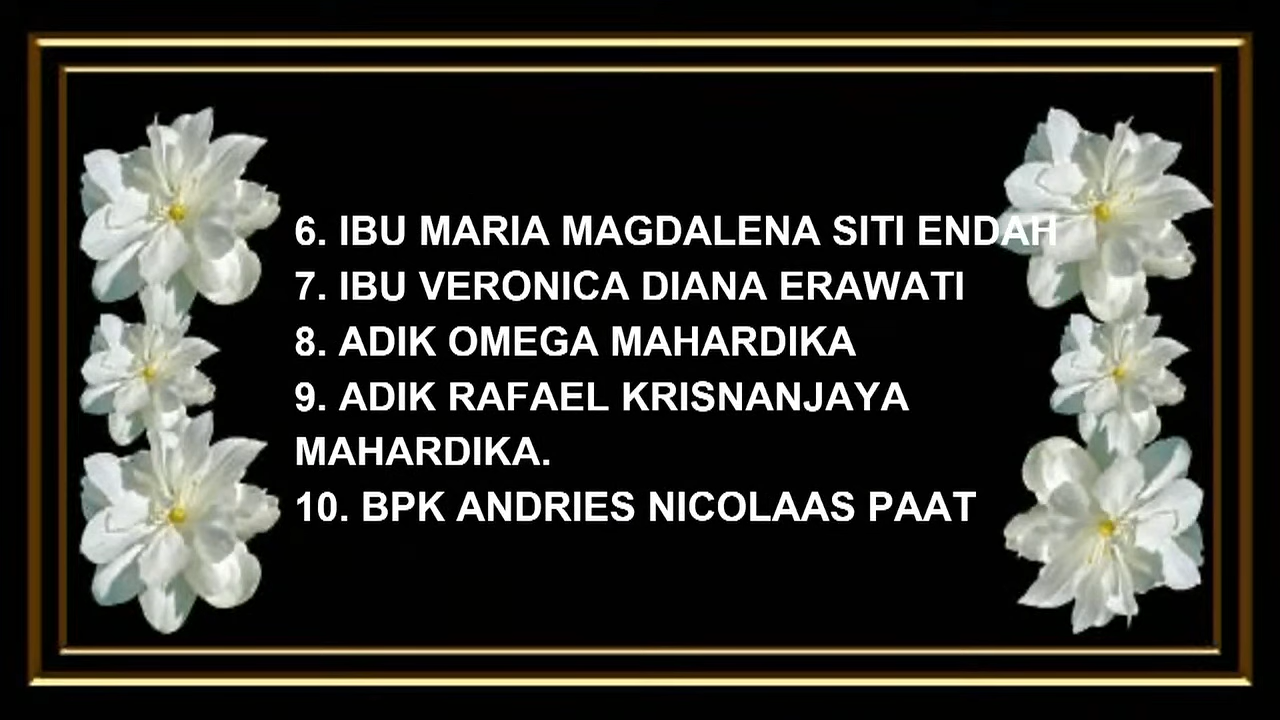 6. IBU MARIA MAGDALENA SITI ENDAH
7. IBU VERONICA DIANA ERAWATI
8. ADIK OMEGA MAHARDIKA
9. ADIK RAFAEL KRISNANJAYA
MAHARDIKA.
10. BPK ANDRIES NICOLAAS PAAT